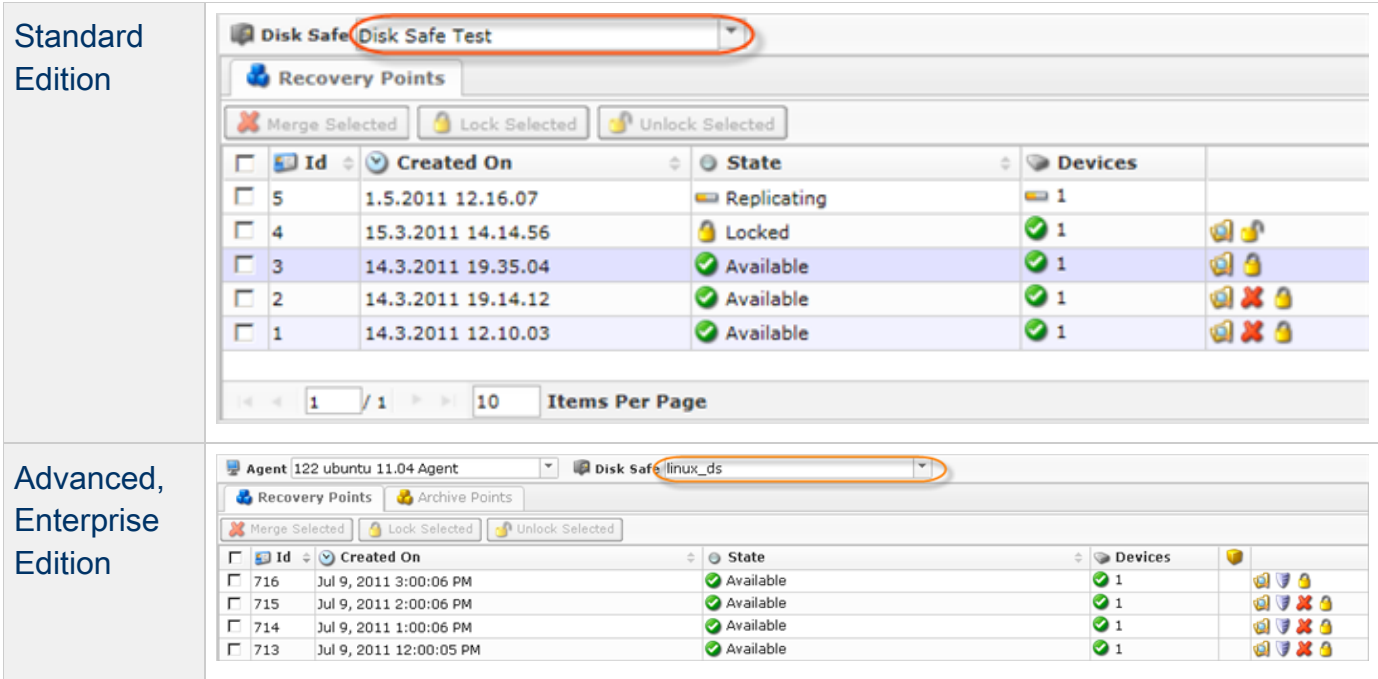 Standard
Edition
Disk Safe Disk Safe Test
Recovery Points
Merge Selected Lock Selected Unlock Selected
Id Created On State Devices
5 1.5.2011 12.16.07 Replicating 1
4 15.3.2011 14.14.56 Locked 1
3 14.3.2011 19.35.04 Available 1
2 14.3.2011 19.14.12 Available 1
1 14.3.2011 12.10.03 Available 1
1 / 1 10 Items Per Page
Advanced,
Enterprise
Edition
Agent 122 ubuntu 11.04 Agent Disk Safe linux_ds
Recovery Points Archive Points
Merge Selected Lock Selected Unlock Selected
Id Created On State Devices
716 Jul 9, 2011 3:00:06 PM Available 1
715 Jul 9, 2011 2:00:06 PM Available 1
714 Jul 9, 2011 1:00:06 PM Available 1
713 Jul 9, 2011 12:00:05 PM Available 1